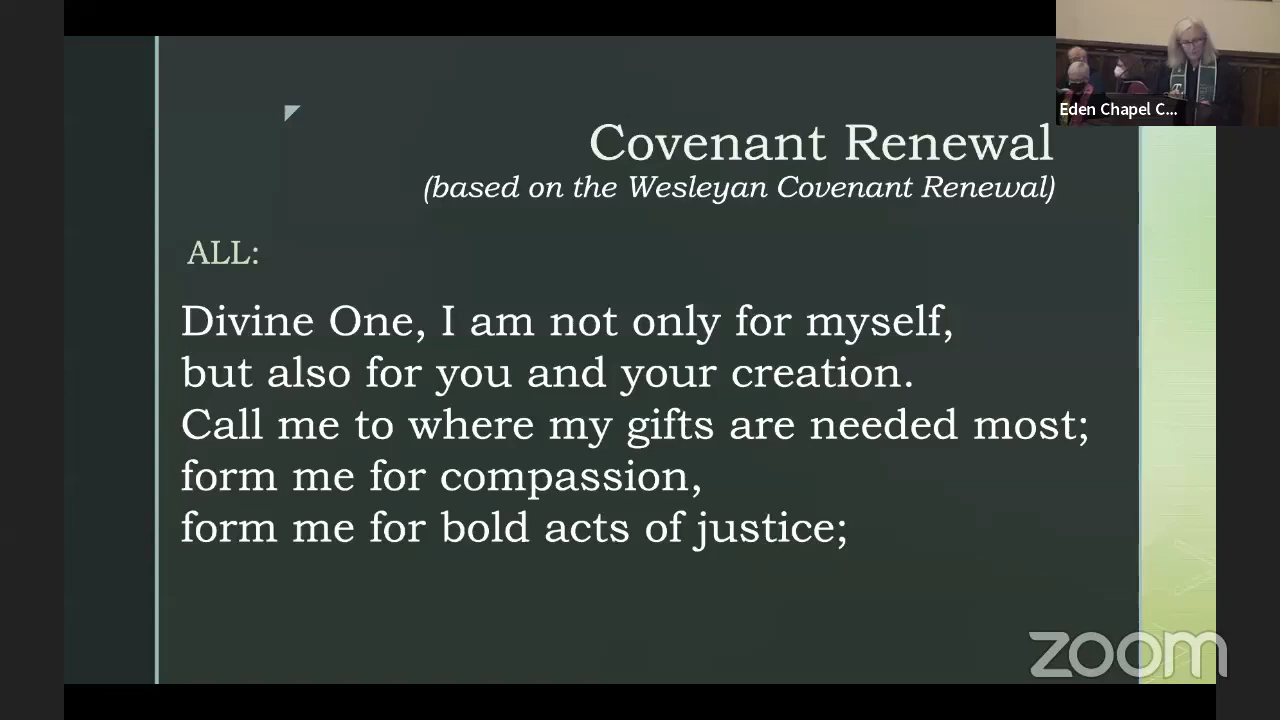 Eden Chapel C...
Covenant Renewal
(based on the Wesleyan Covenant Renewal)
ALL:
Divine One, I am not only for myself,
but also for you and your creation.
Call me to where my gifts are needed most;
form me for compassion,
form me for bold acts of justice;
zoom